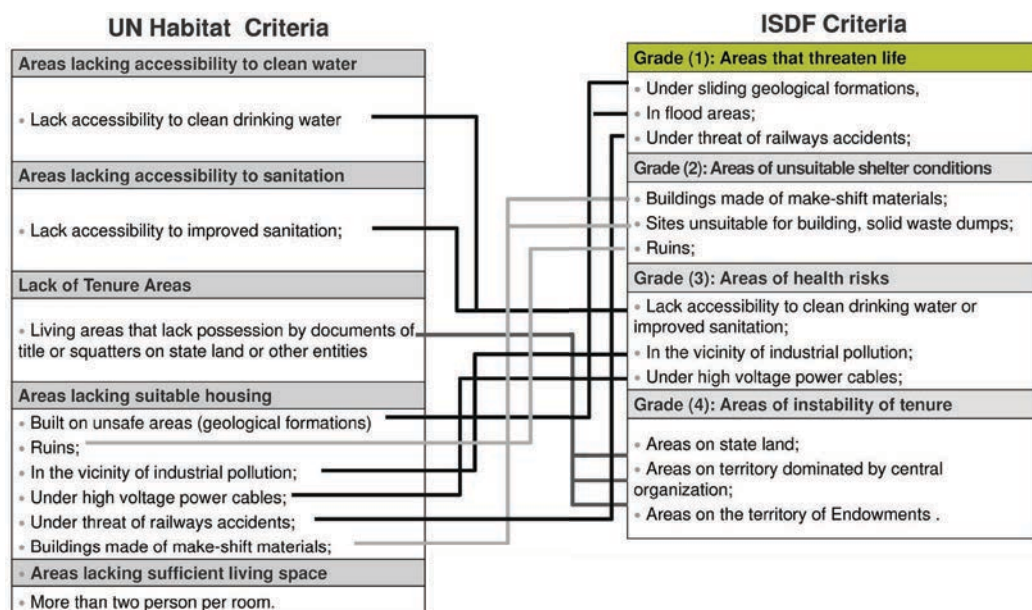 UN Habitat Criteria
Areas lacking accessibility to clean water
• Lack accessibility to clean drinking water
Areas lacking accessibility to sanitation
• Lack accessibility to improved sanitation;
Lack of Tenure Areas
• Living areas that lack possession by documents of
title or squatters on state land or other entities
Areas lacking suitable housing
• Built on unsafe areas (geological formations)
• Ruins;
• In the vicinity of industrial pollution;
• Under high voltage power cables;
• Under threat of railways accidents;
• Buildings made of make-shift materials;
• Areas lacking sufficient living space
• More than two person per room.
ISDF Criteria
Grade (1): Areas that threaten life
• Under sliding geological formations,
• In flood areas;
• Under threat of railways accidents;
Grade (2): Areas of unsuitable shelter conditions
• Buildings made of make-shift materials;
• Sites unsuitable for building, solid waste dumps;
• Ruins;
Grade (3): Areas of health risks
• Lack accessibility to clean drinking water or
improved sanitation;
• In the vicinity of industrial pollution;
• Under high voltage power cables;
Grade (4): Areas of instability of tenure
• Areas on state land;
• Areas on territory dominated by central
organization;
• Areas on the territory of Endowments .